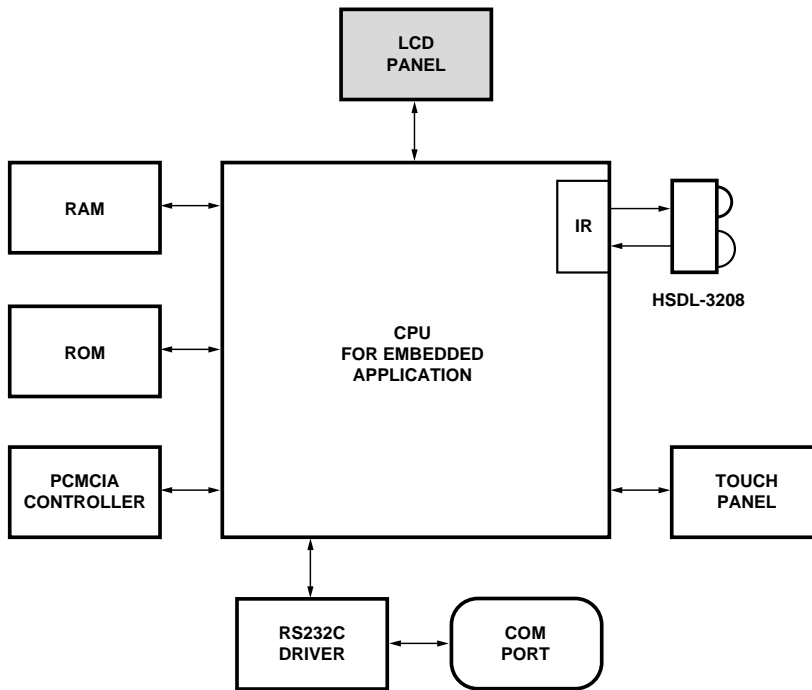 LCD
PANEL
RAM
IR
HSDL-3208
ROM
CPU
FOR EMBEDDED
APPLICATION
PCMCIA
CONTROLLER
TOUCH
PANEL
RS232C
DRIVER
COM
PORT